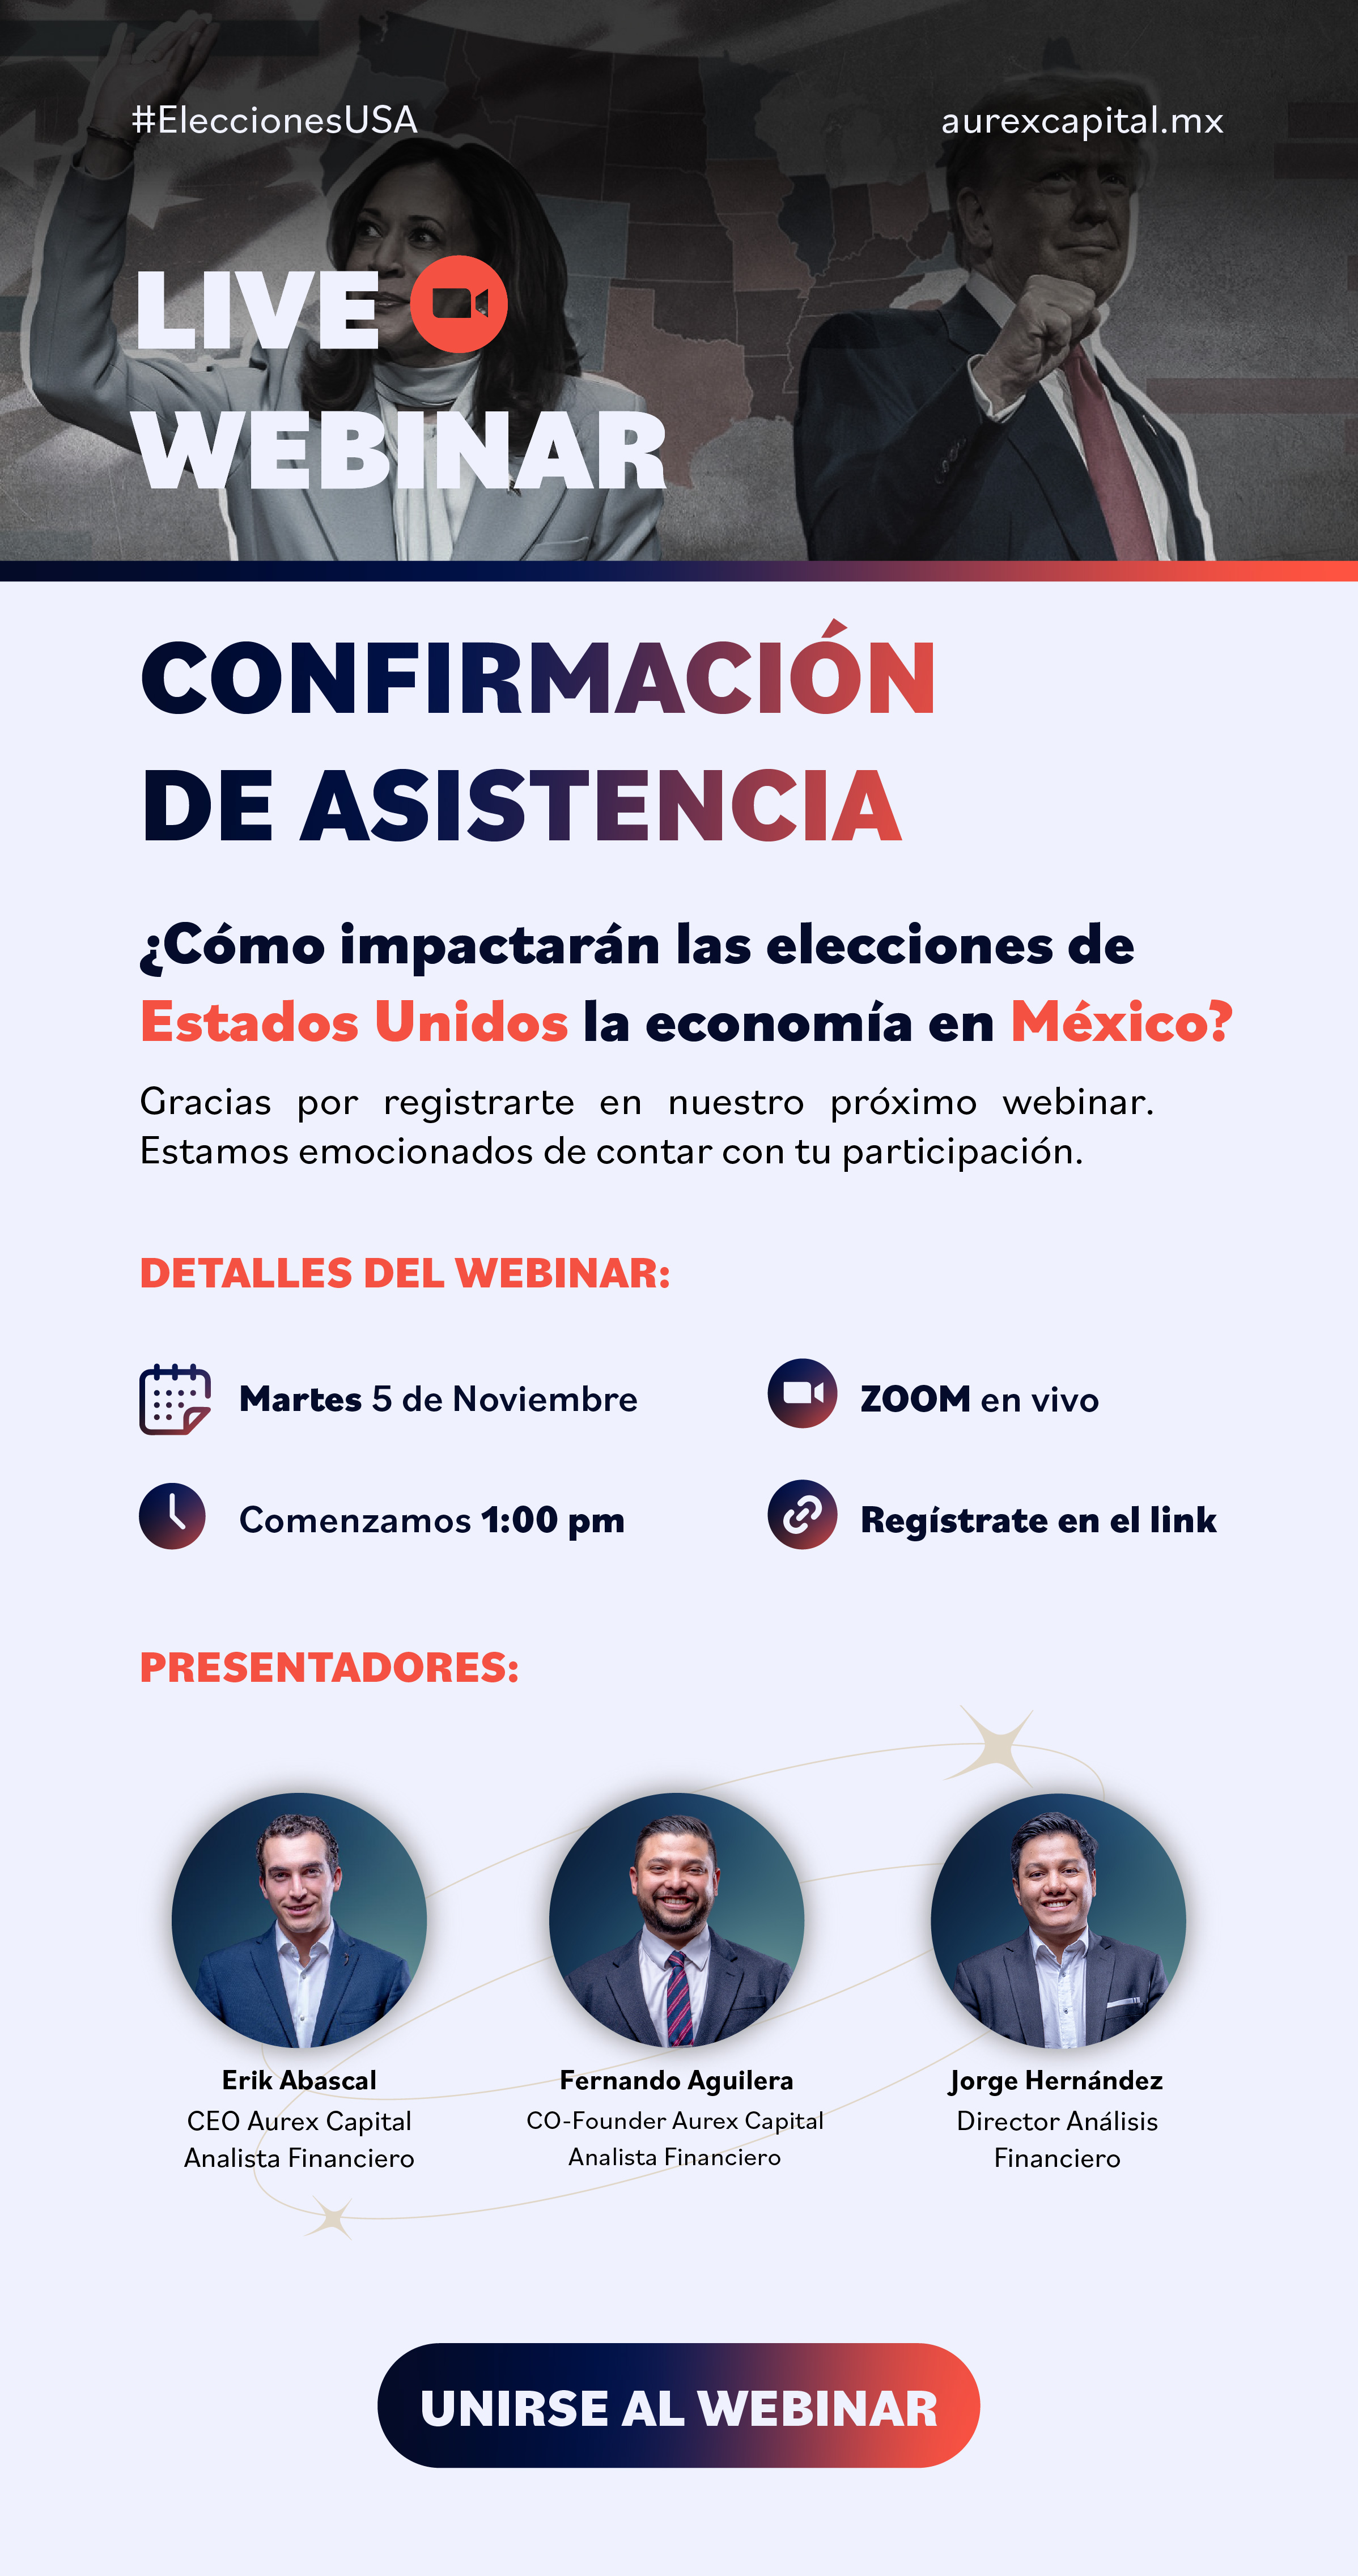 #EleccionesUSA
aurexcapital.mx
LIVE
WEBINAR
CONFIRMACIÓN
DE ASISTENCIA
¿Cómo impactarán las elecciones de
Estados Unidos la economía en México?
Gracias por registrarte en nuestro próximo webinar.
Estamos emocionados de contar con tu participación.
DETALLES DEL WEBINAR:
Martes 5 de Noviembre
ZOOM en vivo
Comenzamos 1:00 pm
Regístrate en el link
PRESENTADORES:
Erik Abascal
CEO Aurex Capital
Analista Financiero
Fernando Aguilera
CO-Founder Aurex Capital
Analista Financiero
Jorge Hernández
Director Análisis
Financiero
UNIRSE AL WEBINAR